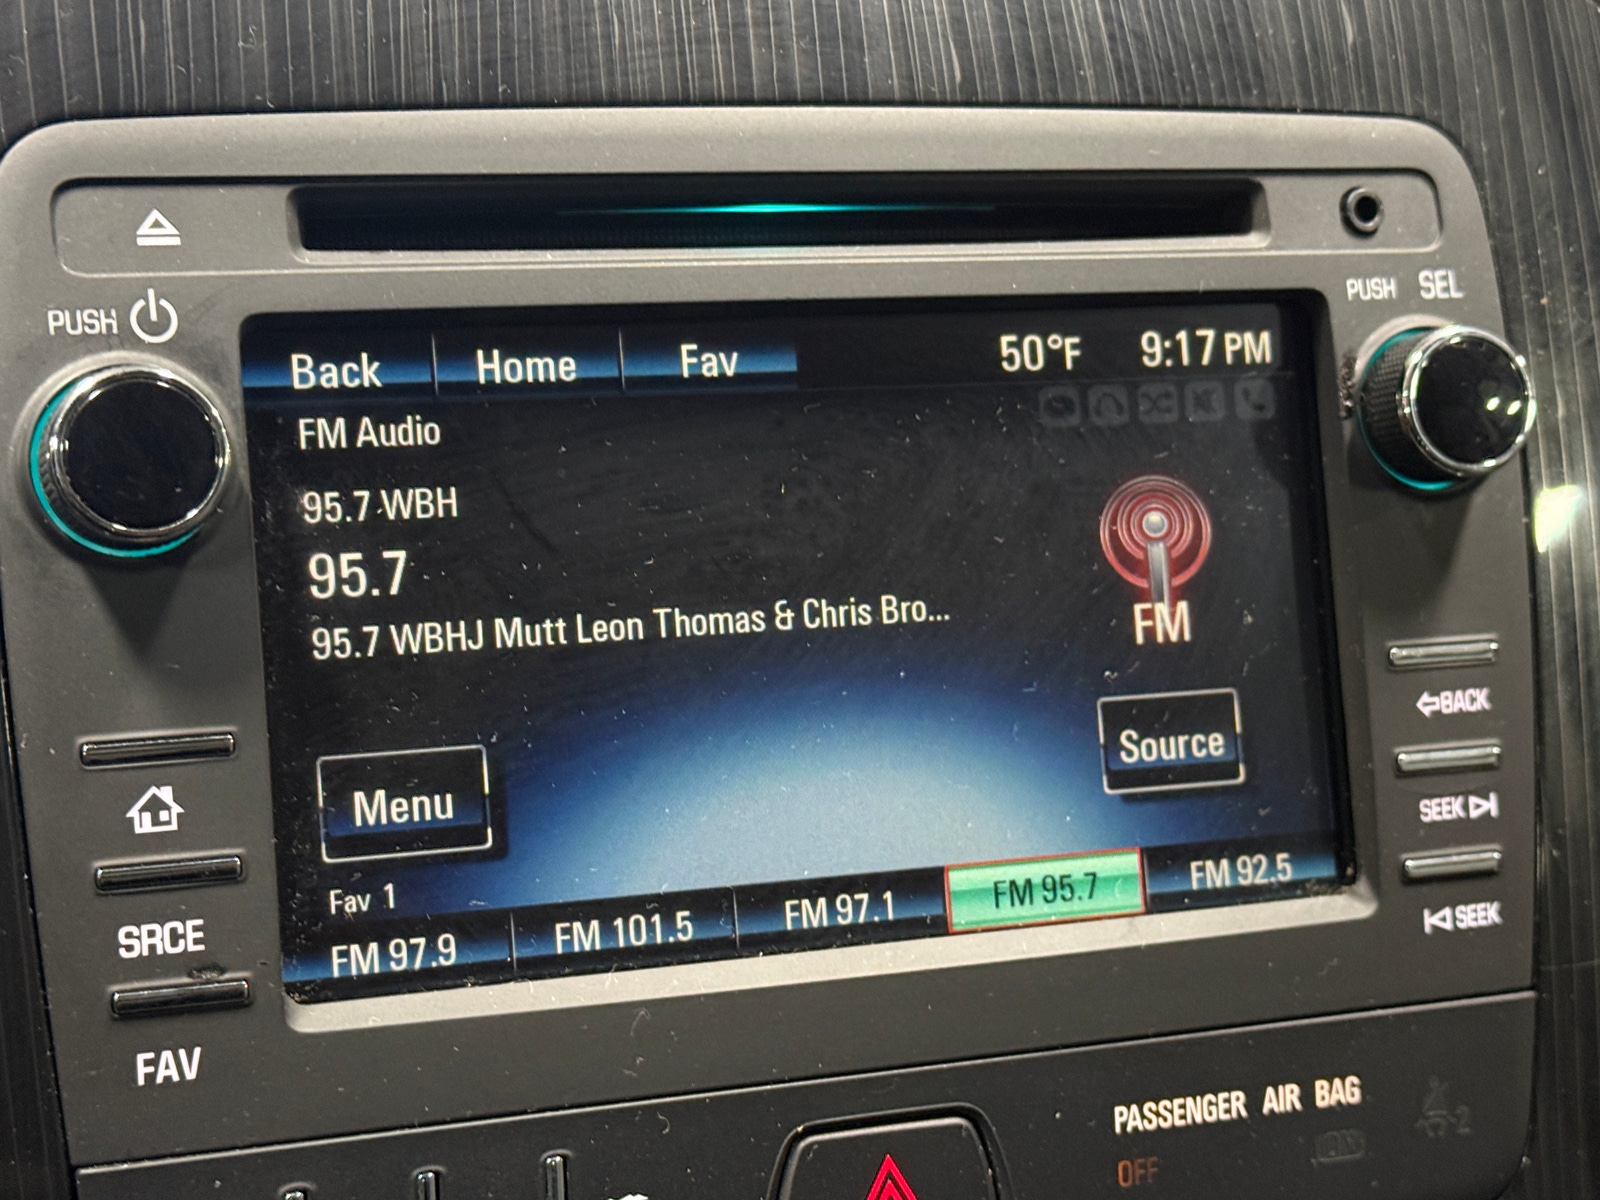 PUSH
PUSH SEL
Back Home Fav 50°F 9:17 PM
FM Audio
95.7 WBH
95.7
95.7 WBHJ Mutt Leon Thomas & Chris Bro...
FM
BACK
Source
Menu
SEEK
Fav 1
FM 97.9 FM 101.5 FM 97.1 FM 95.7 FM 92.5
SEEK
SRCE
FAV
PASSENGER AIR BAG
OFF
2